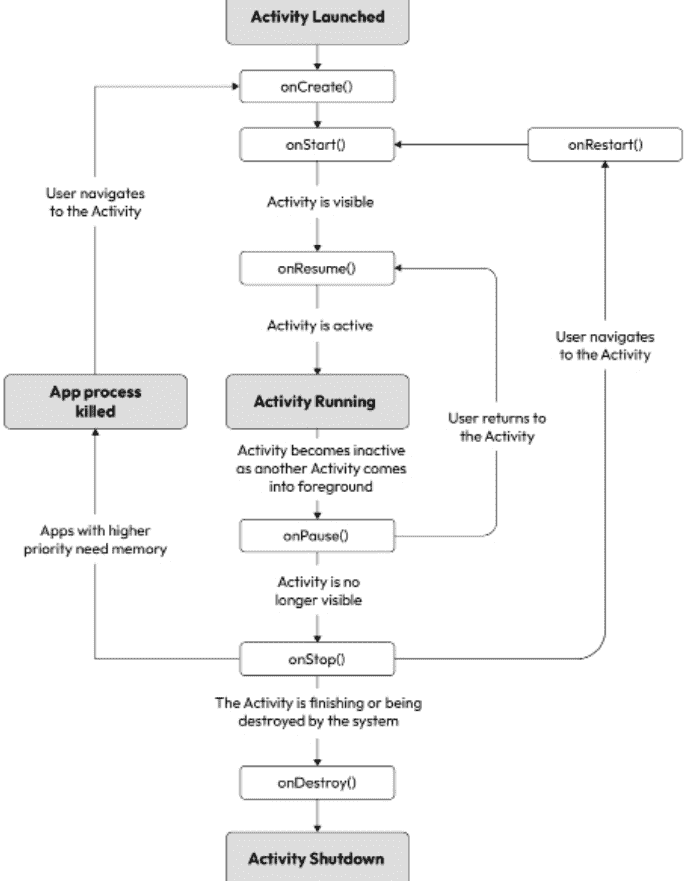 Activity Launched
onCreate()
onStart()
onRestart()
User navigates
to the Activity
Activity is visible
onResume()
Activity is active
User navigates
to the Activity
App process
killed
Activity Running
User returns to
the Activity
Activity becomes inactive
as another Activity comes
into foreground
onPause()
Apps with higher
priority need memory
Activity is no
longer visible
onStop()
The Activity is finishing or being
destroyed by the system
onDestroy()
Activity Shutdown